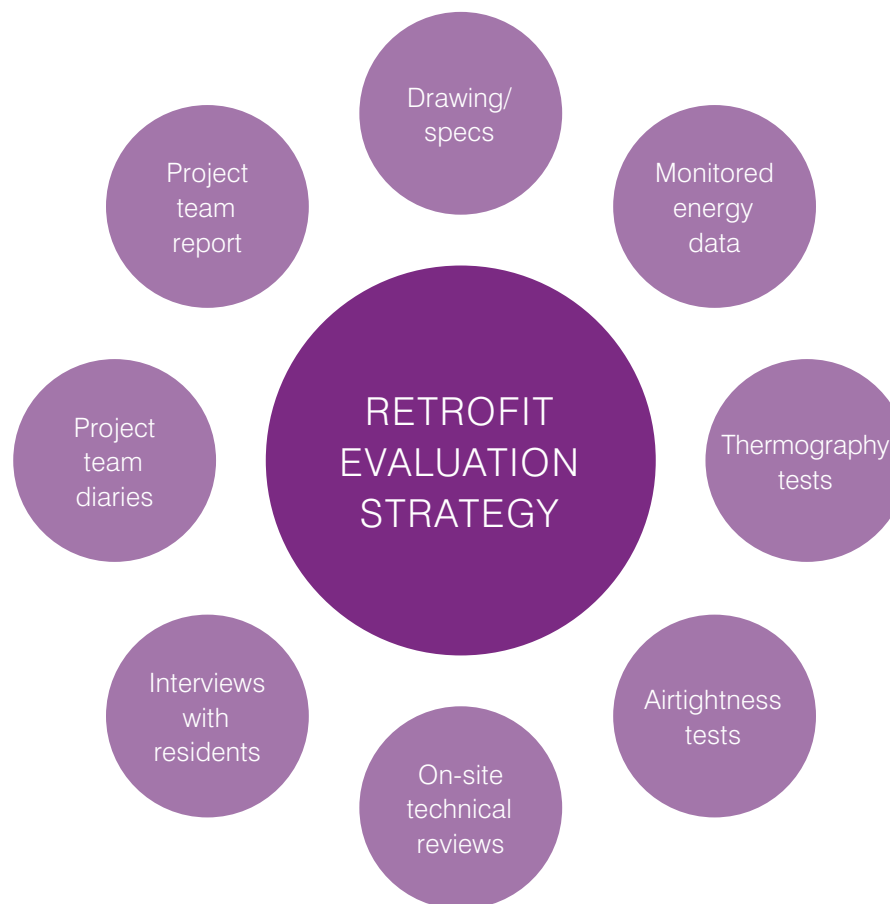 Drawing/
specs
Project
team
report
Monitored
energy
data
RETROFIT
EVALUATION
STRATEGY
Project
team
diaries
Thermography
tests
Interviews
with
residents
Airtightness
tests
On-site
technical
reviews